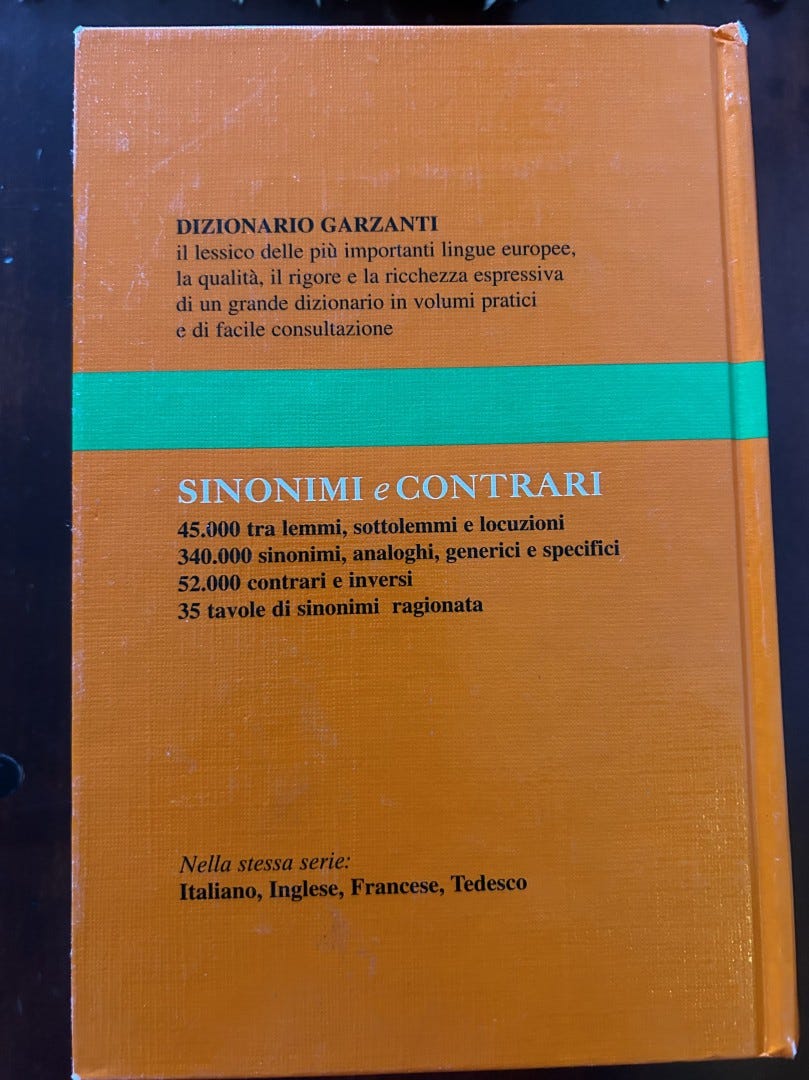 DIZIONARIO GARZANTI
il lessico delle più importanti lingue europee,
la qualità, il rigore e la ricchezza espressiva
di un grande dizionario in volumi pratici
e di facile consultazione
SINONIMI e CONTRARI
45.000 tra lemmi, sottolemmi e locuzioni
340.000 sinonimi, analoghi, generici e specifici
52.000 contrari e inversi
35 tavole di sinonimi ragionata
Nella stessa serie:
Italiano, Inglese, Francese, Tedesco